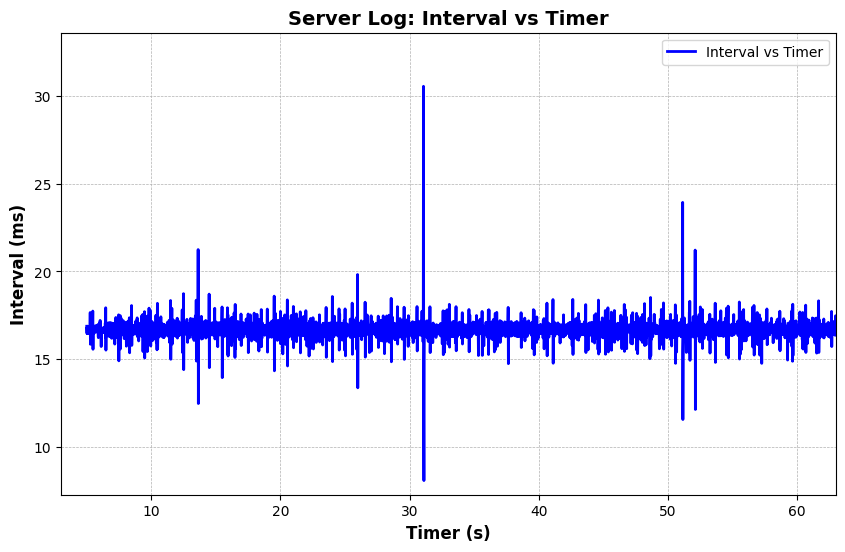 Server Log: Interval vs Timer
Interval vs Timer
30
25
20
15
10
Interval (ms)
10 20 30 40 50 60
Timer (s)